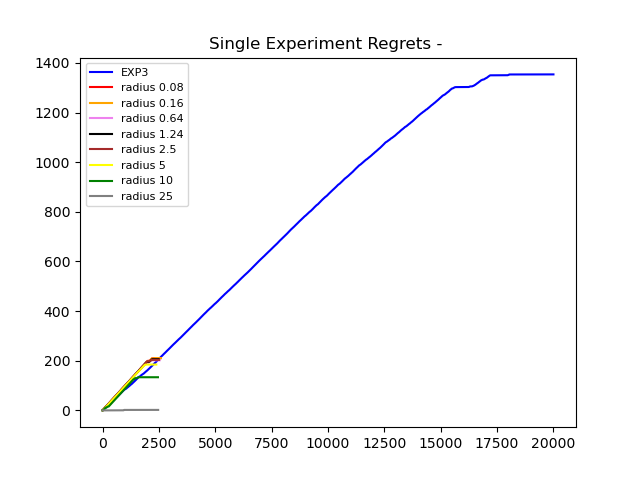 Single Experiment Regrets -
1400
1200
1000
800
600
400
200
0
EXP3
radius 0.08
radius 0.16
radius 0.64
radius 1.24
radius 2.5
radius 5
radius 10
radius 25
0 2500 5000 7500 10000 12500 15000 17500 20000